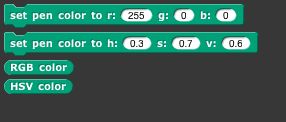 set pen color to r: 255 g: 0 b: 0
set pen color to h: 0.3 s: 0.7 v: 0.6
RGB color
HSV color